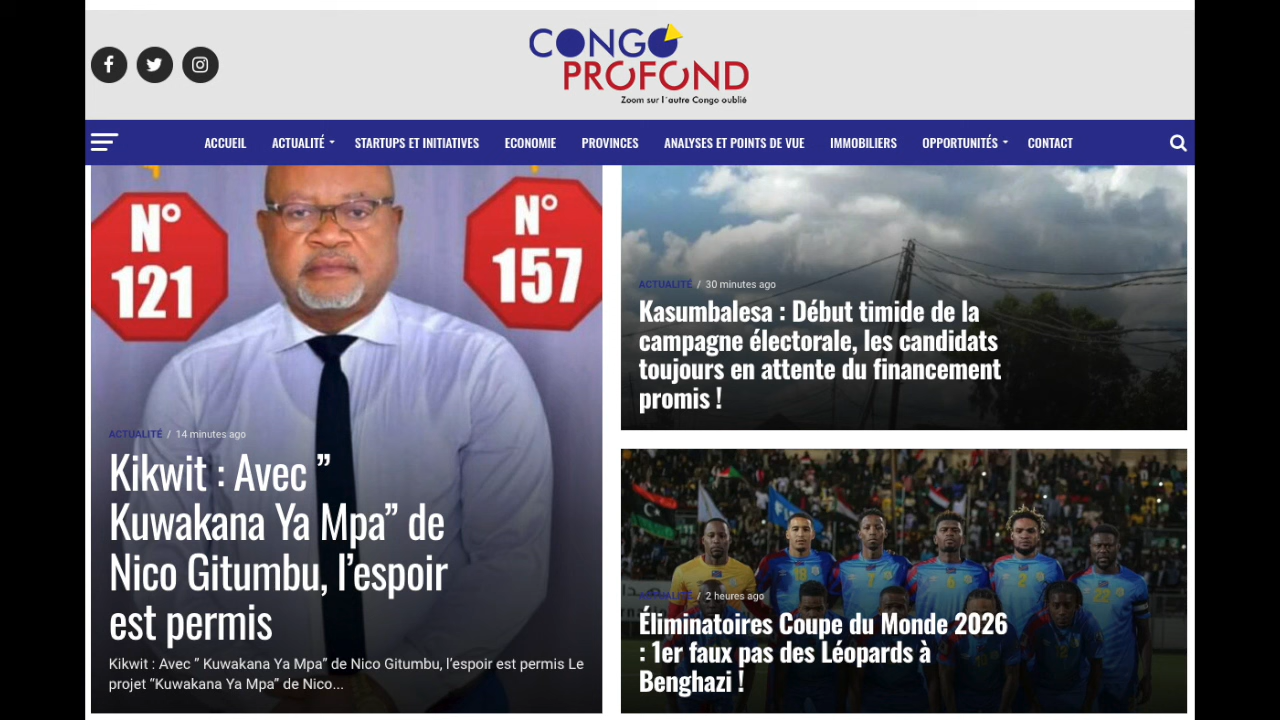 CONGO
PROFOND
Zoom sur l´autre Congo oublié
ACCUEIL
ACTUALITÉ
STARTUPS ET INITIATIVES
ECONOMIE
PROVINCES
ANALYSES ET POINTS DE VUE
IMMOBILIERS
OPPORTUNITÉS
CONTACT
N°
121
N°
157
ACTUALITÉ / 14 minutes ago
Kikwit : Avec ”
Kuwakana Ya Mpa” de
Nico Gitumbu, l’espoir
est permis
Kikwit : Avec ” Kuwakana Ya Mpa” de Nico Gitumbu, l’espoir est permis Le
projet “Kuwakana Ya Mpa” de Nico...
ACTUALITÉ / 30 minutes ago
Kasumbalesa : Début timide de la
campagne électorale, les candidats
toujours en attente du financement
promis !
ACTUALITÉ / 2 heures ago
Éliminatoires Coupe du Monde 2026
: 1er faux pas des Léopards à
Benghazi !